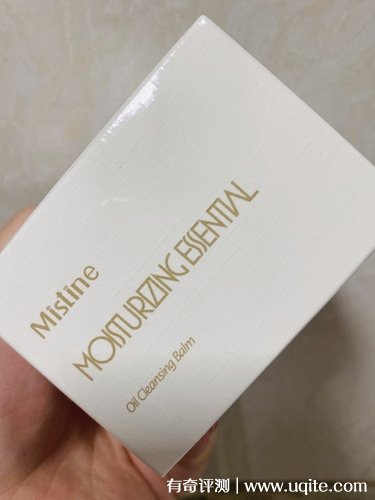 Mistine
MOISTURIZING ESSENTIAL
Oil Cleansing Balm
有奇评测 | www.uqite.com